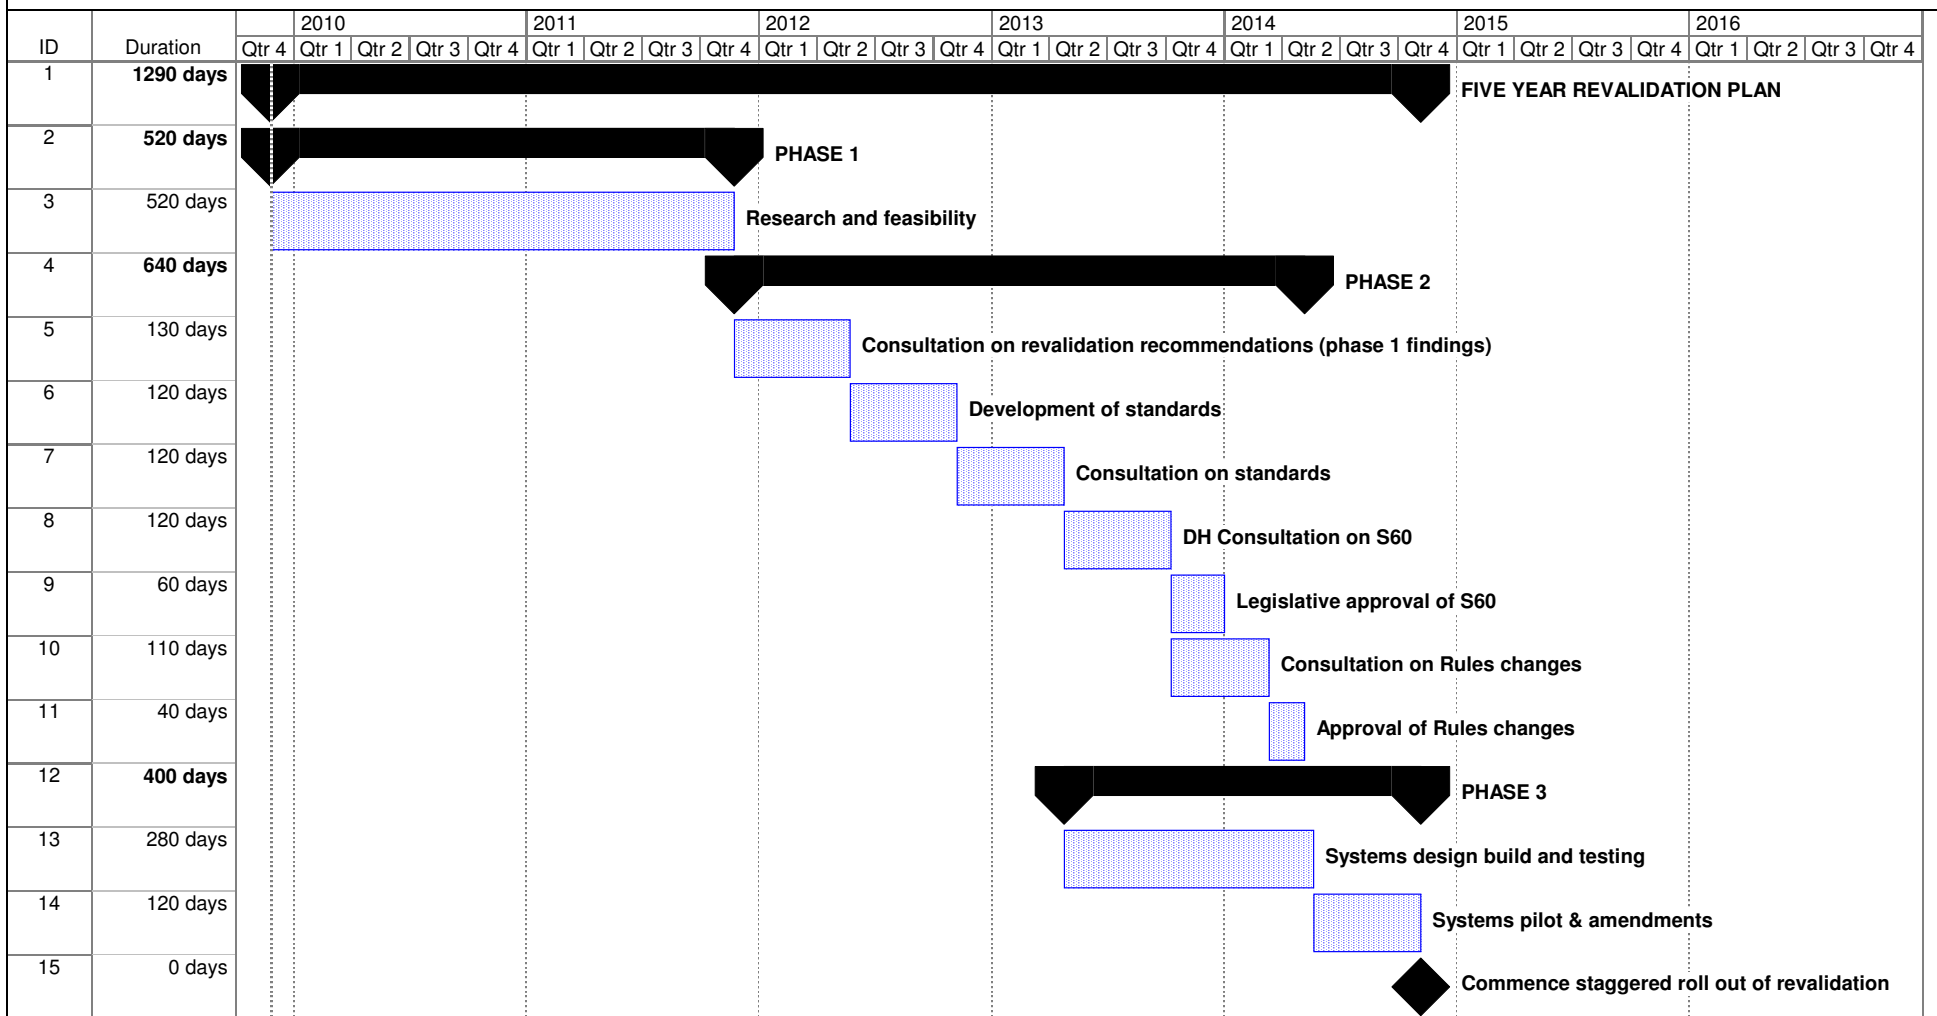 2010 2011 2012 2013 2014 2015 2016
ID Duration Qtr 4 Qtr 1 Qtr 2 Qtr 3 Qtr 4 Qtr 1 Qtr 2 Qtr 3 Qtr 4 Qtr 1 Qtr 2 Qtr 3 Qtr 4 Qtr 1 Qtr 2 Qtr 3 Qtr 4 Qtr 1 Qtr 2 Qtr 3 Qtr 4 Qtr 1 Qtr 2 Qtr 3 Qtr 4 Qtr 1 Qtr 2 Qtr 3 Qtr 4
1 1290 days FIVE YEAR REVALIDATION PLAN
2 520 days PHASE 1
3 520 days Research and feasibility
4 640 days PHASE 2
5 130 days Consultation on revalidation recommendations (phase 1 findings)
6 120 days Development of standards
7 120 days Consultation on standards
8 120 days DH Consultation on S60
9 60 days Legislative approval of S60
10 110 days Consultation on Rules changes
11 40 days Approval of Rules changes
12 400 days PHASE 3
13 280 days Systems design build and testing
14 120 days Systems pilot & amendments
15 0 days Commence staggered roll out of revalidation